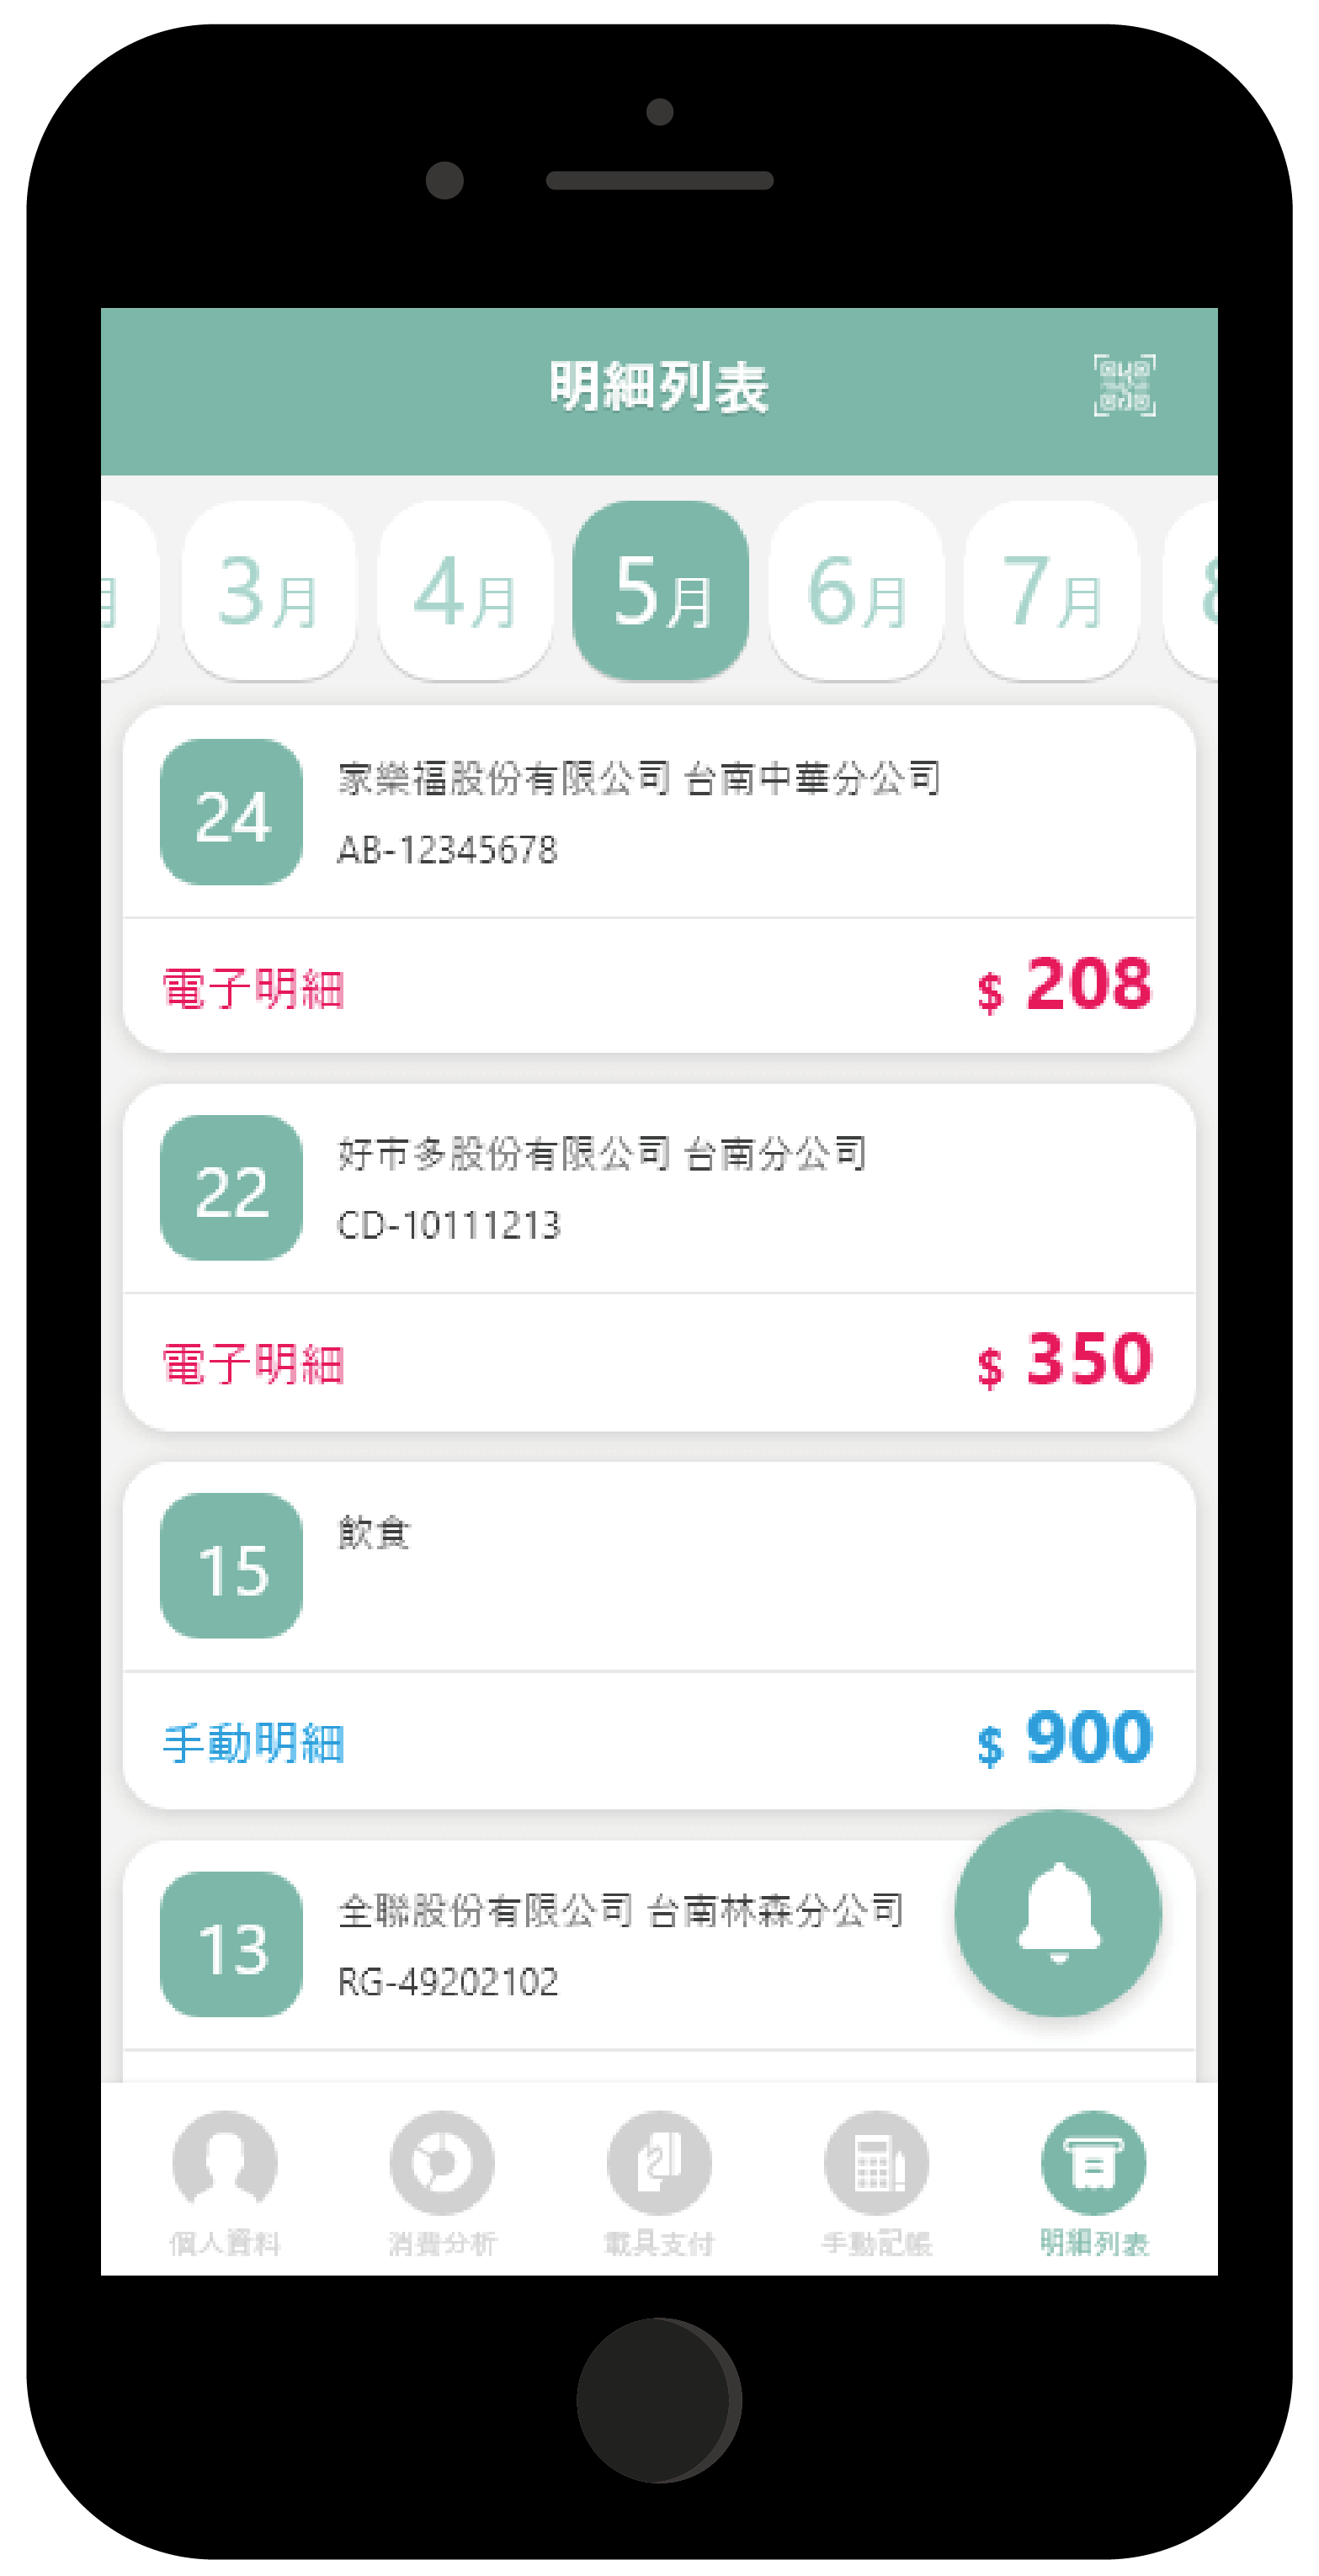 明細列表
月 3月 4月 5月 6月 7月 8
24
家樂福股份有限公司 台南中華分公司
AB-12345678
電子明細 $ 208
22
好市多股份有限公司 台南分公司
CD-10111213
電子明細 $ 350
15
飲食
手動明細 $ 900
13
全聯股份有限公司 台南林森分公司
RG-49202102
個人資料 消費分析 載具支付 手動記帳 明細列表